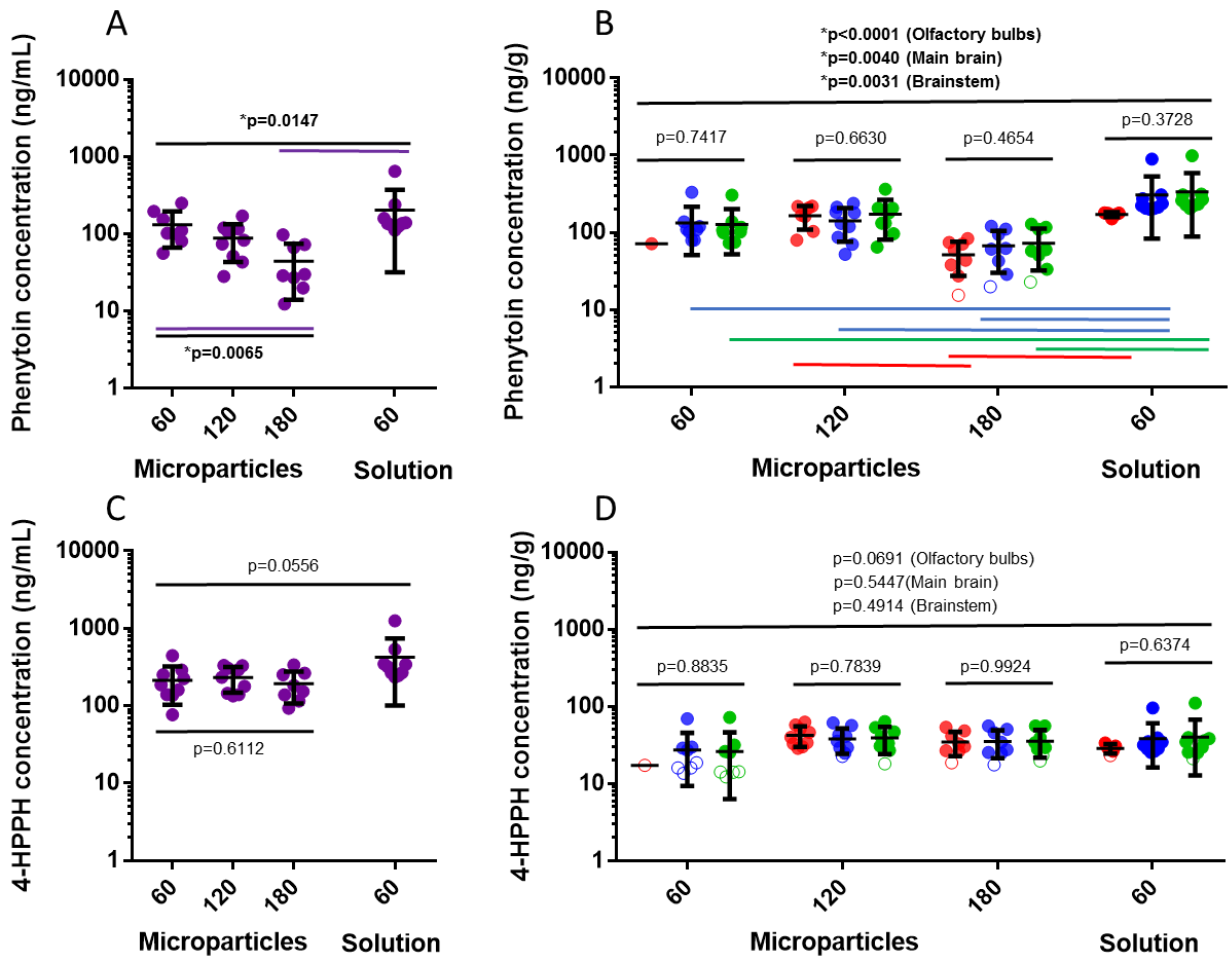 A
Phenytoin concentration (ng/mL)
10000
1000
100
10
1
*p=0.0147
*p=0.0065
60
120
180
60
Microparticles
Solution
B
*p<0.0001 (Olfactory bulbs)
*p=0.0040 (Main brain)
*p=0.0031 (Brainstem)
Phenytoin concentration (ng/g)
10000
1000
100
10
1
p=0.7417
p=0.6630
p=0.4654
p=0.3728
60
120
180
60
Microparticles
Solution
C
4-HPPH concentration (ng/mL)
10000
1000
100
10
1
p=0.0556
p=0.6112
60
120
180
60
Microparticles
Solution
D
p=0.0691 (Olfactory bulbs)
p=0.5447(Main brain)
p=0.4914 (Brainstem)
4-HPPH concentration (ng/g)
10000
1000
100
10
1
p=0.8835
p=0.7839
p=0.9924
p=0.6374
60
120
180
60
Microparticles
Solution